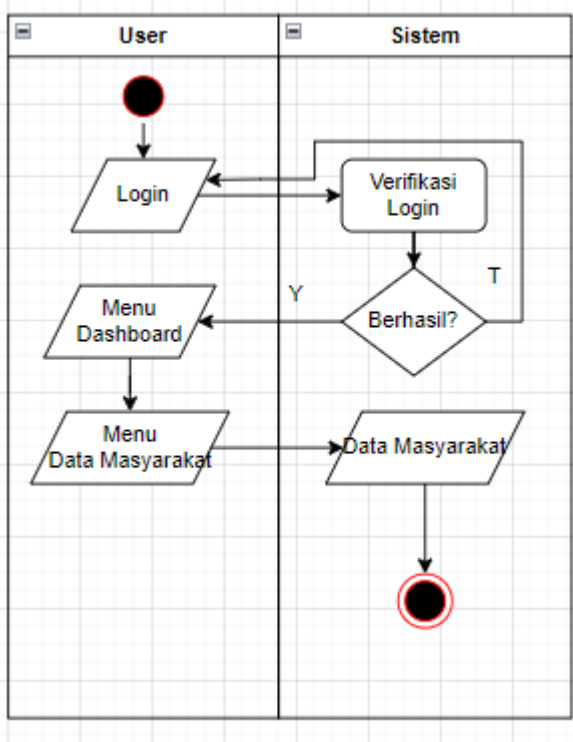 User
Sistem
Login
Verifikasi
Login
Berhasil?
T
Y
Menu
Dashboard
Menu
Data Masyarakat
Data Masyarakat